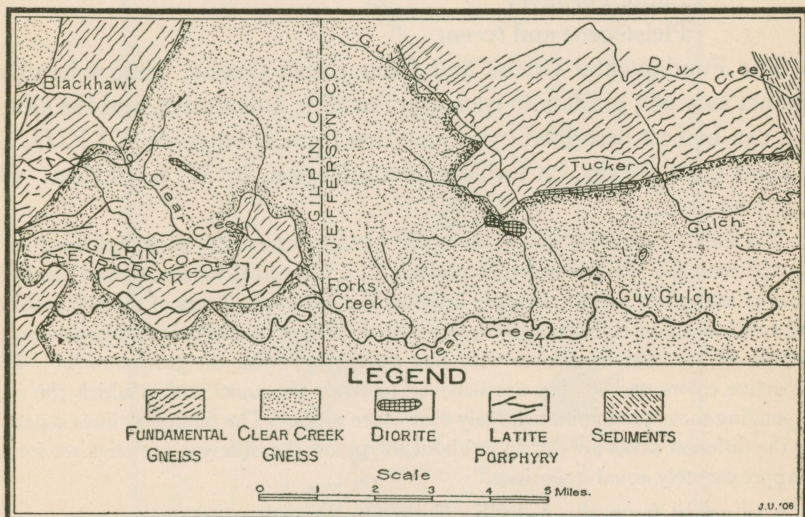 Blackhawk
Clear Creek
GILPIN CO.
CLEAR CREEK CO.
GILPIN CO.
JEFFERSON CO.
Forks Creek
Guy Gulch
Dry Creek
Tucker Gulch
Guy Gulch
Clear Creek
LEGEND
FUNDAMENTAL GNEISS
CLEAR CREEK GNEISS
DIORITE
LATITE PORPHYRY
SEDIMENTS
Scale
0 1 2 3 4 5 Miles.
J.U. '06